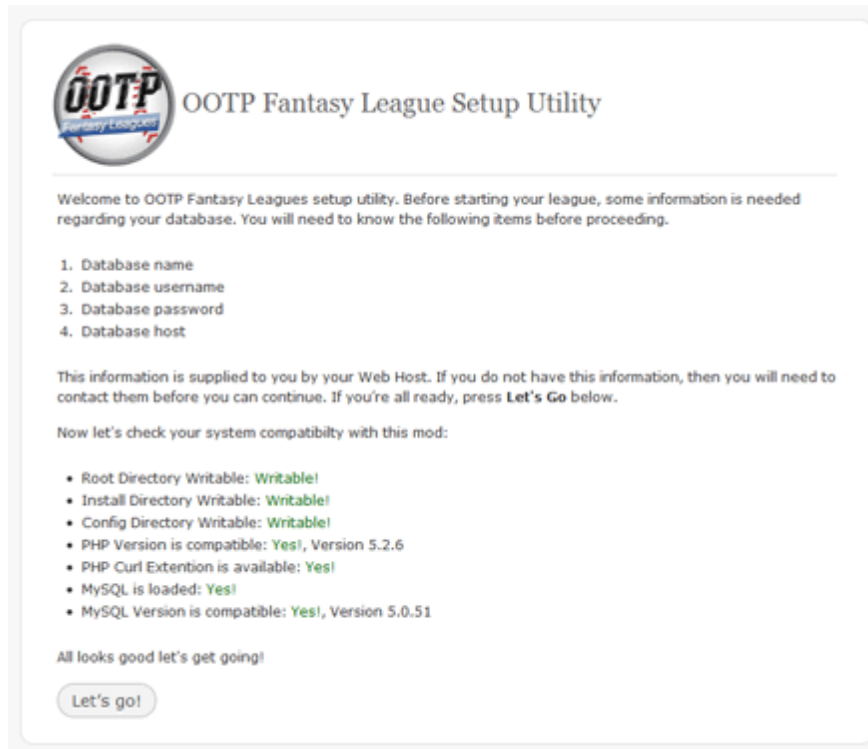 OOTP
Fantasy Leagues
OOTP Fantasy League Setup Utility
Welcome to OOTP Fantasy Leagues setup utility. Before starting your league, some information is needed
regarding your database. You will need to know the following items before proceeding.
1. Database name
2. Database username
3. Database password
4. Database host
This information is supplied to you by your Web Host. If you do not have this information, then you will need to
contact them before you can continue. If you're all ready, press Let's Go below.
Now let's check your system compatibilty with this mod:
• Root Directory Writable: Writable!
• Install Directory Writable: Writable!
• Config Directory Writable: Writable!
• PHP Version is compatible: Yes!, Version 5.2.6
• PHP Curl Extention is available: Yes!
• MySQL is loaded: Yes!
• MySQL Version is compatible: Yes!, Version 5.0.51
All looks good let's get going!
Let's go!